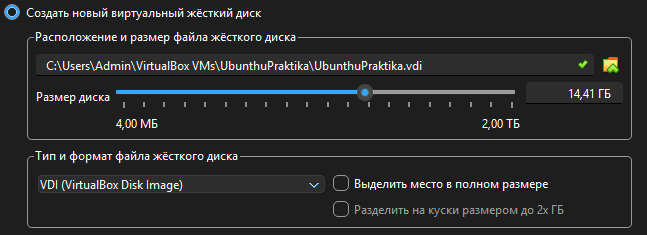 Создать новый виртуальный жёсткий диск
Расположение и размер файла жёсткого диска
C:\Users\Admin\VirtualBox VMs\UbunthuPraktika\UbunthuPraktika.vdi
Размер диска
14,41 ГБ
4,00 МБ
2,00 ТБ
Тип и формат файла жёсткого диска
VDI (VirtualBox Disk Image)
Выделить место в полном размере
Разделить на куски размером до 2х ГБ